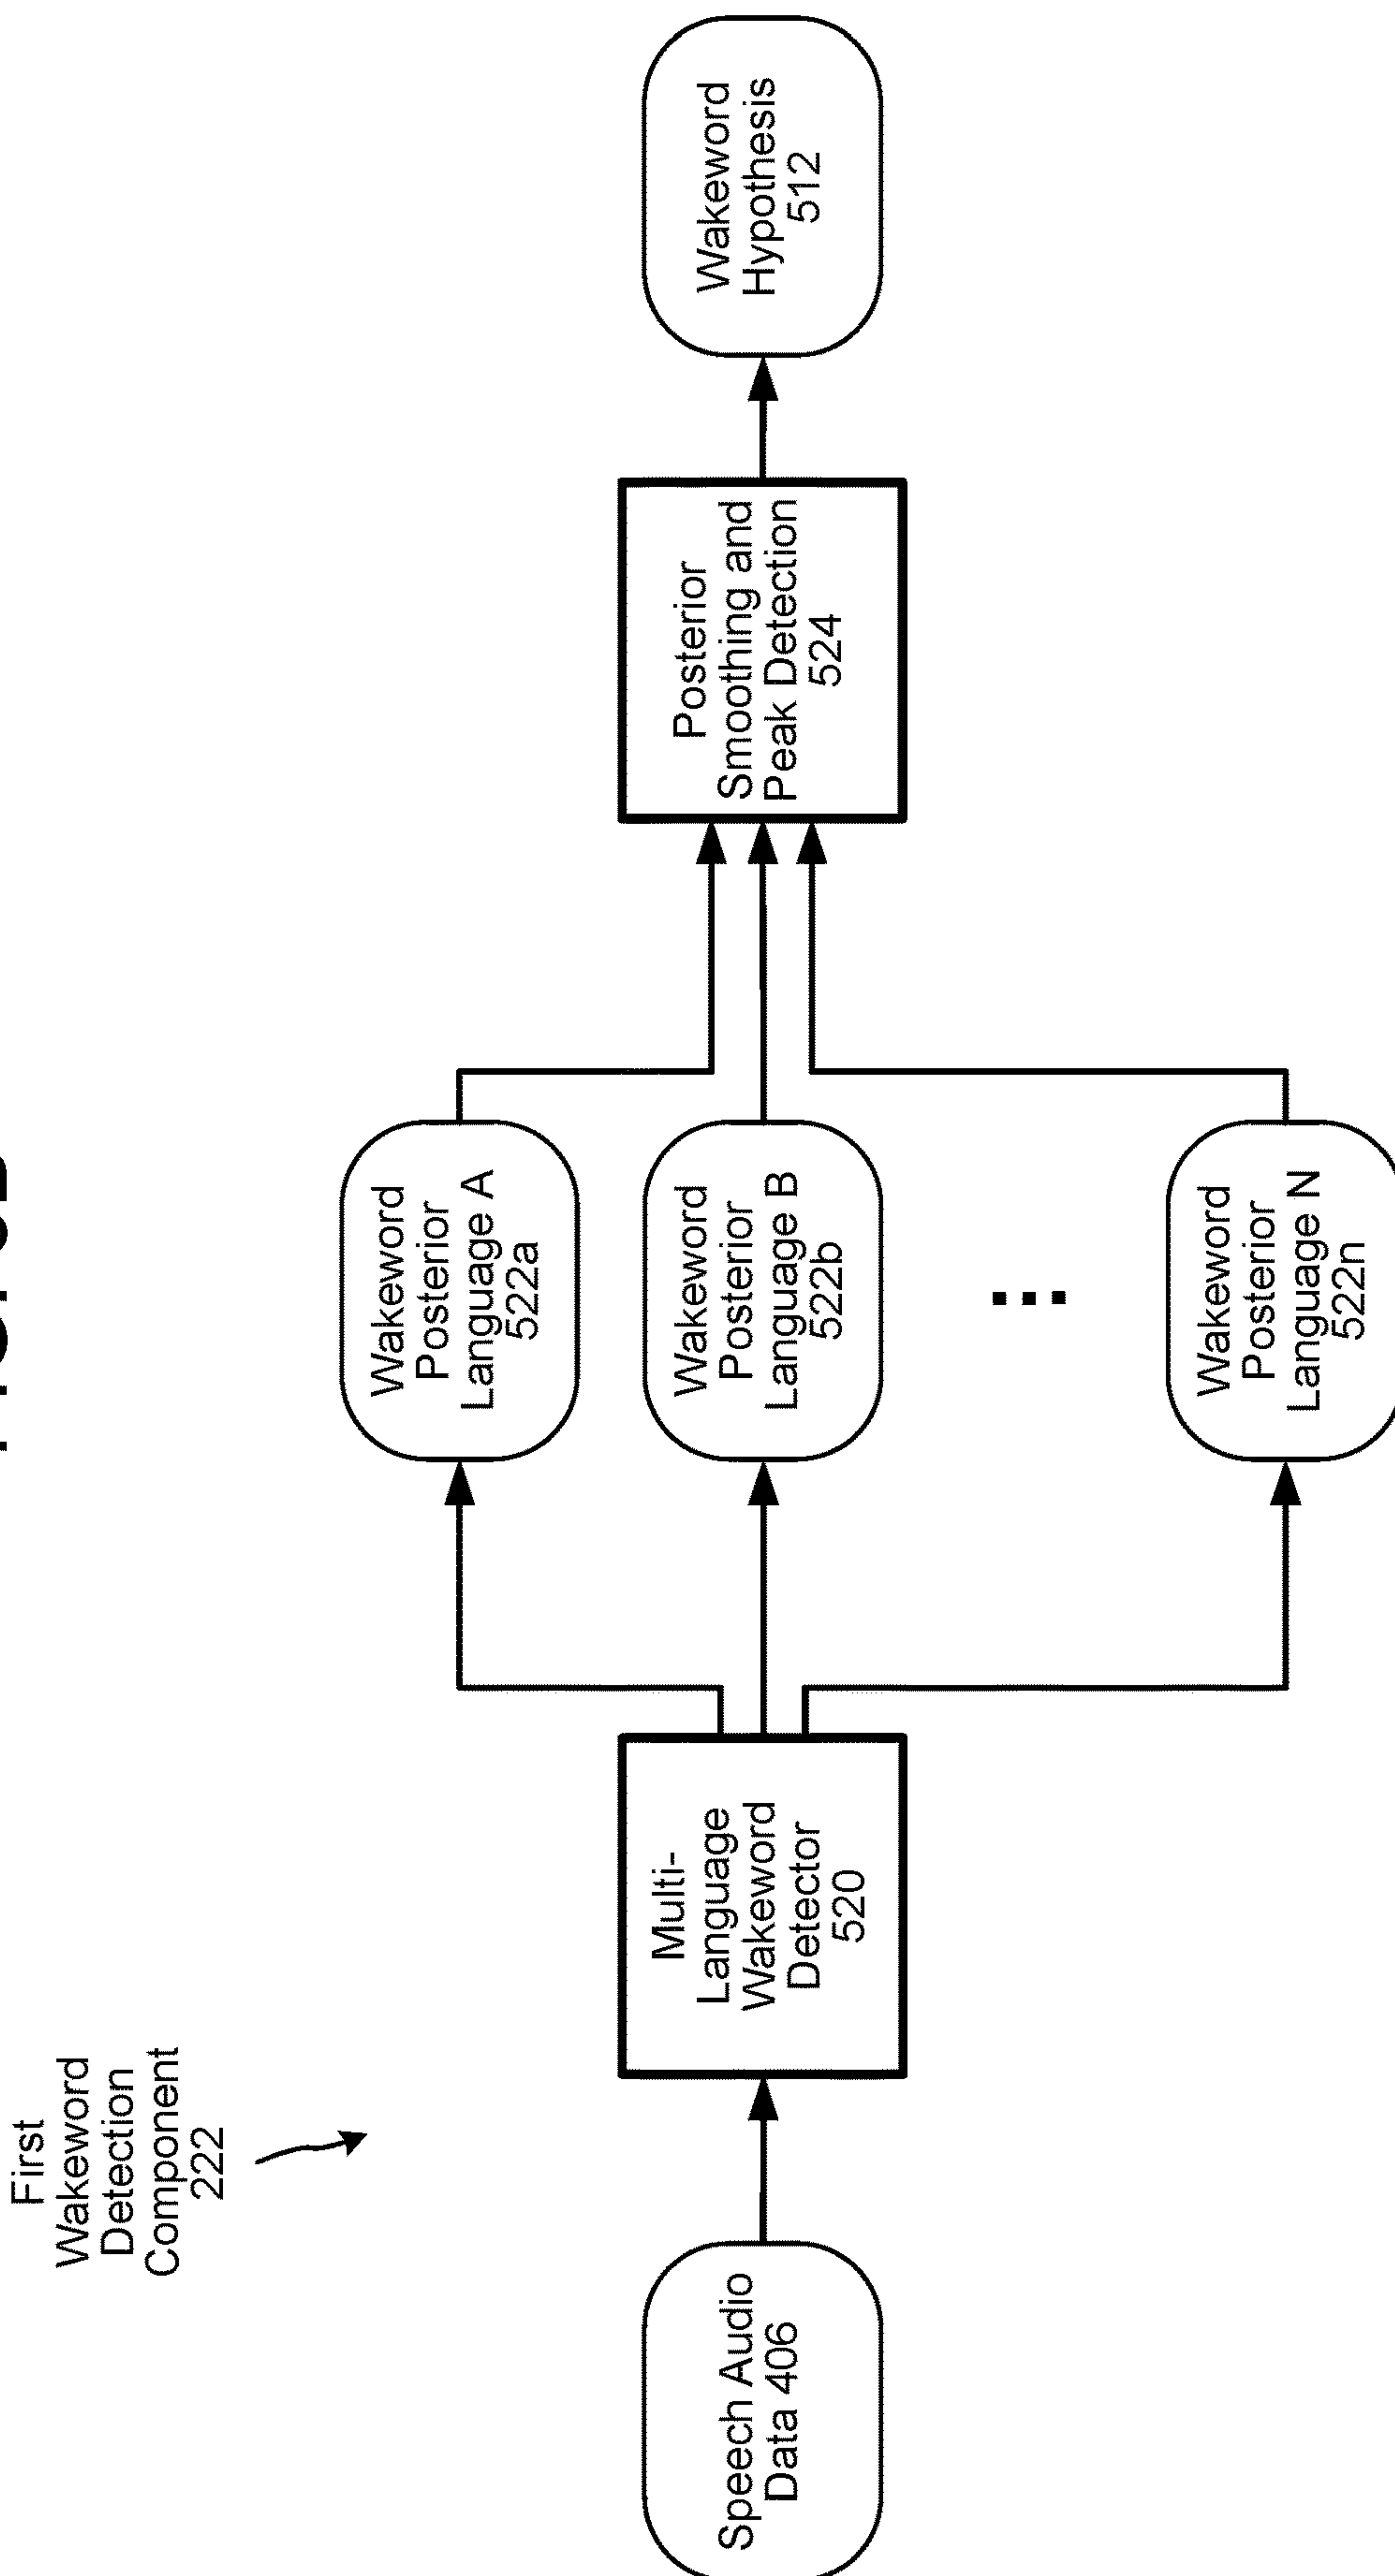 First
Wakeword
Detection
Component
222
Speech Audio
Data 406
Multi-
Language
Wakeword
Detector
520
Wakeword
Posterior
Language A
522a
Wakeword
Posterior
Language B
522b
Wakeword
Posterior
Language N
522n
Posterior
Smoothing and
Peak Detection
524
Wakeword
Hypothesis
512